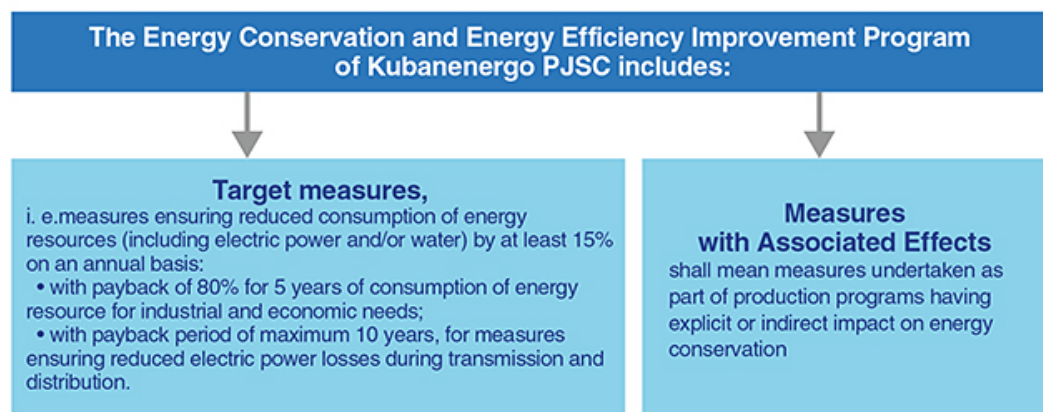 The Energy Conservation and Energy Efficiency Improvement Program
of Kubanenergo PJSC includes:
Target measures,
i. e.measures ensuring reduced consumption of energy
resources (including electric power and/or water) by at least 15%
on an annual basis:
• with payback of 80% for 5 years of consumption of energy
resource for industrial and economic needs;
• with payback period of maximum 10 years, for measures
ensuring reduced electric power losses during transmission and
distribution.
Measures
with Associated Effects
shall mean measures undertaken as
part of production programs having
explicit or indirect impact on energy
conservation